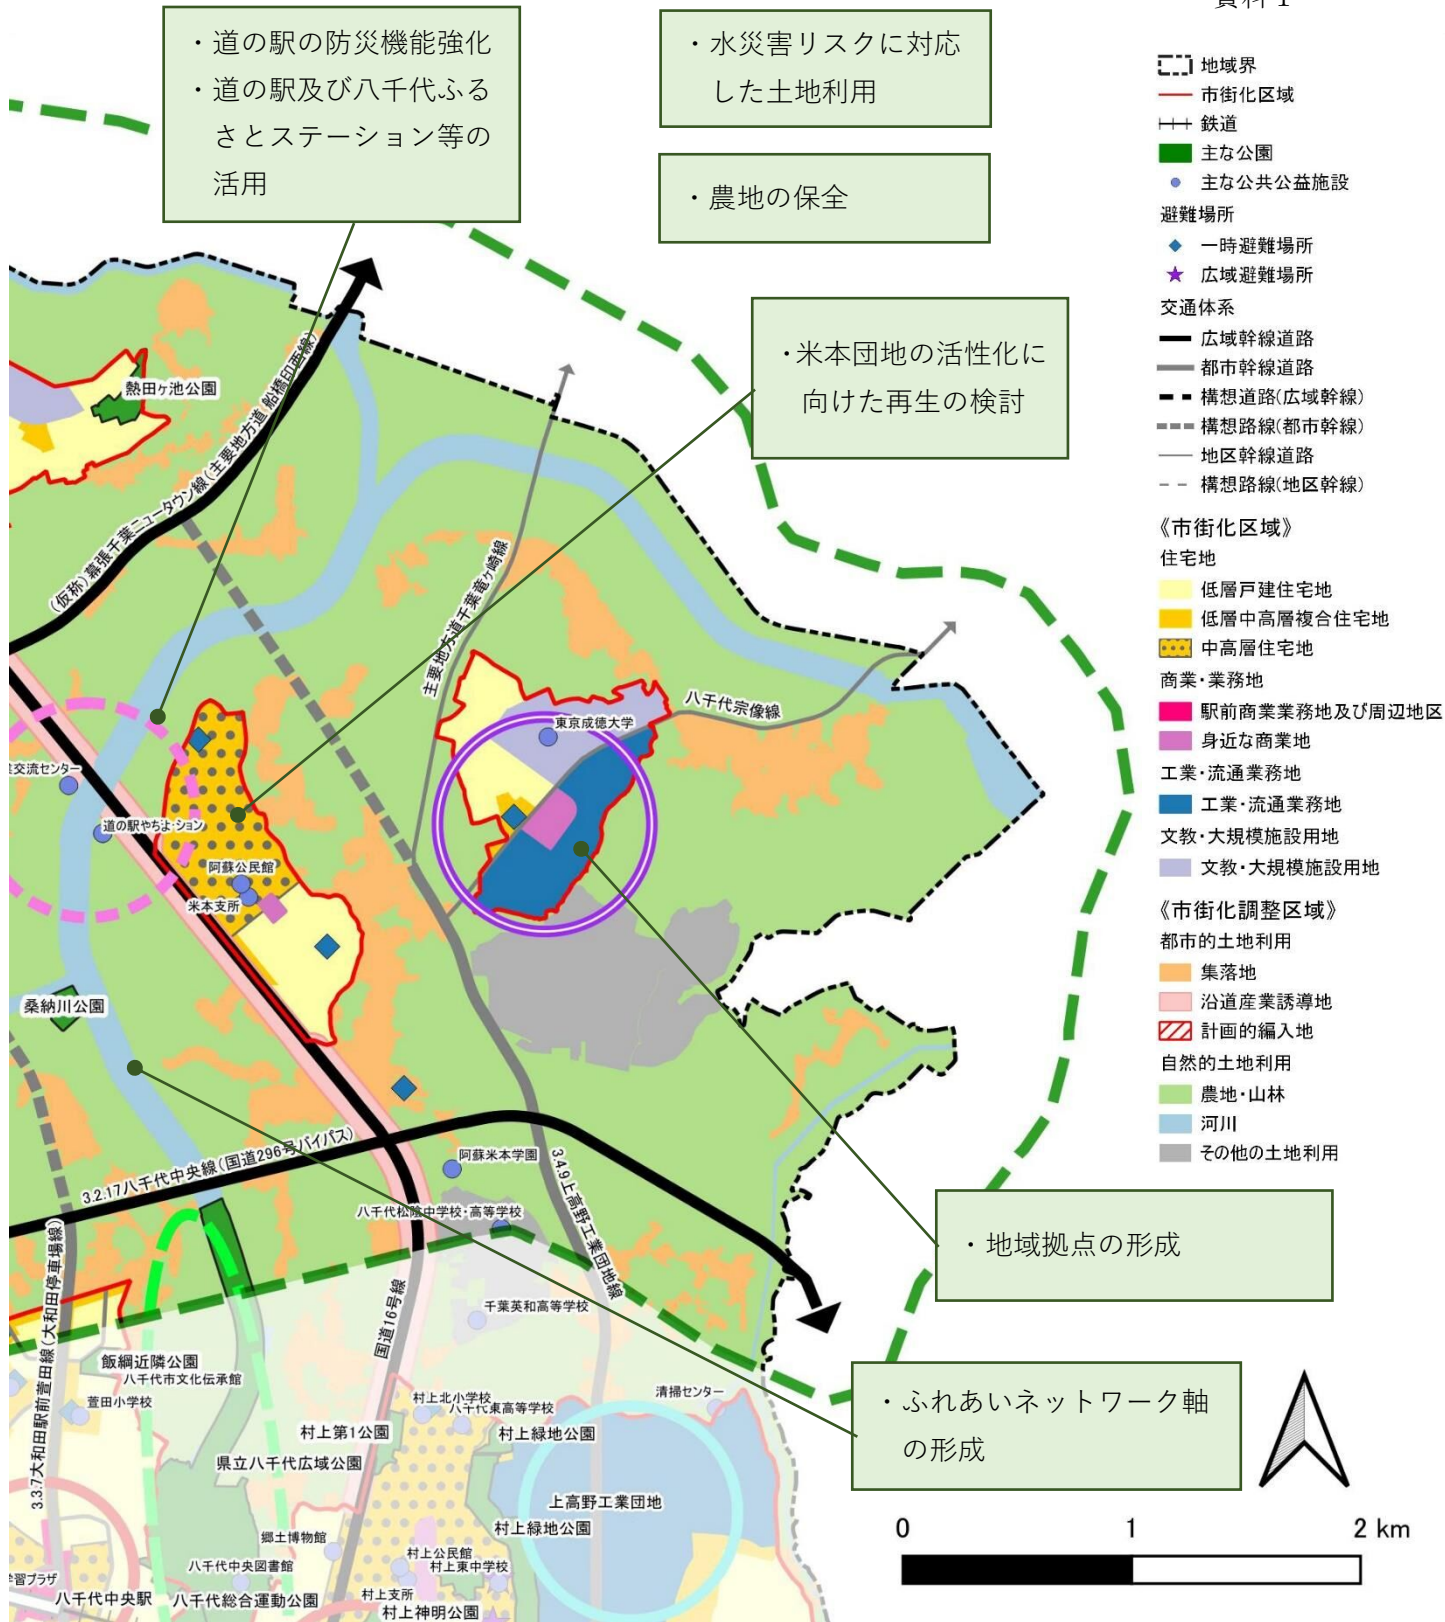 資料1
・道の駅の防災機能強化
・道の駅及び八千代ふる
さとステーション等の
活用
・水災害リスクに対応
した土地利用
・農地の保全
・米本団地の活性化に
向けた再生の検討
・地域拠点の形成
・ふれあいネットワーク軸
の形成
地域界
市街化区域
鉄道
主な公園
主な公共公益施設
避難場所
一時避難場所
広域避難場所
交通体系
広域幹線道路
都市幹線道路
構想道路(広域幹線)
構想路線(都市幹線)
地区幹線道路
構想路線(地区幹線)
《市街化区域》
住宅地
低層戸建住宅地
低層中高層複合住宅地
中高層住宅地
商業・業務地
駅前商業業務地及び周辺地区
身近な商業地
工業・流通業務地
工業・流通業務地
文教・大規模施設用地
文教・大規模施設用地
《市街化調整区域》
都市的土地利用
集落地
沿道産業誘導地
計画的編入地
自然的土地利用
農地・山林
河川
その他の土地利用
熱田ヶ池公園
(仮称)幕張千葉ニュータウン線(主要地方道 船橋印西線)
主要地方道千葉竜ヶ崎線
八千代宗像線
東京成徳大学
交流センター
道の駅やちよ
ション
阿蘇公民館
米本支所
桑納川公園
3.2.17八千代中央線(国道296号バイパス)
阿蘇米本学園
八千代松陰中学校・高等学校
3.4.9上高野工業団地線
千葉英和高等学校
国道16号線
3.3.7大和田駅前萱田線(大和田停車場線)
飯綱近隣公園
八千代市文化伝承館
萱田小学校
村上北小学校
八千代東高等学校
清掃センター
村上第1公園
村上緑地公園
県立八千代広域公園
上高野工業団地
村上緑地公園
郷土博物館
八千代中央図書館
村上公民館
村上東中学校
習プラザ
八千代中央駅
八千代総合運動公園
村上支所
村上神明公園
0 1 2 km